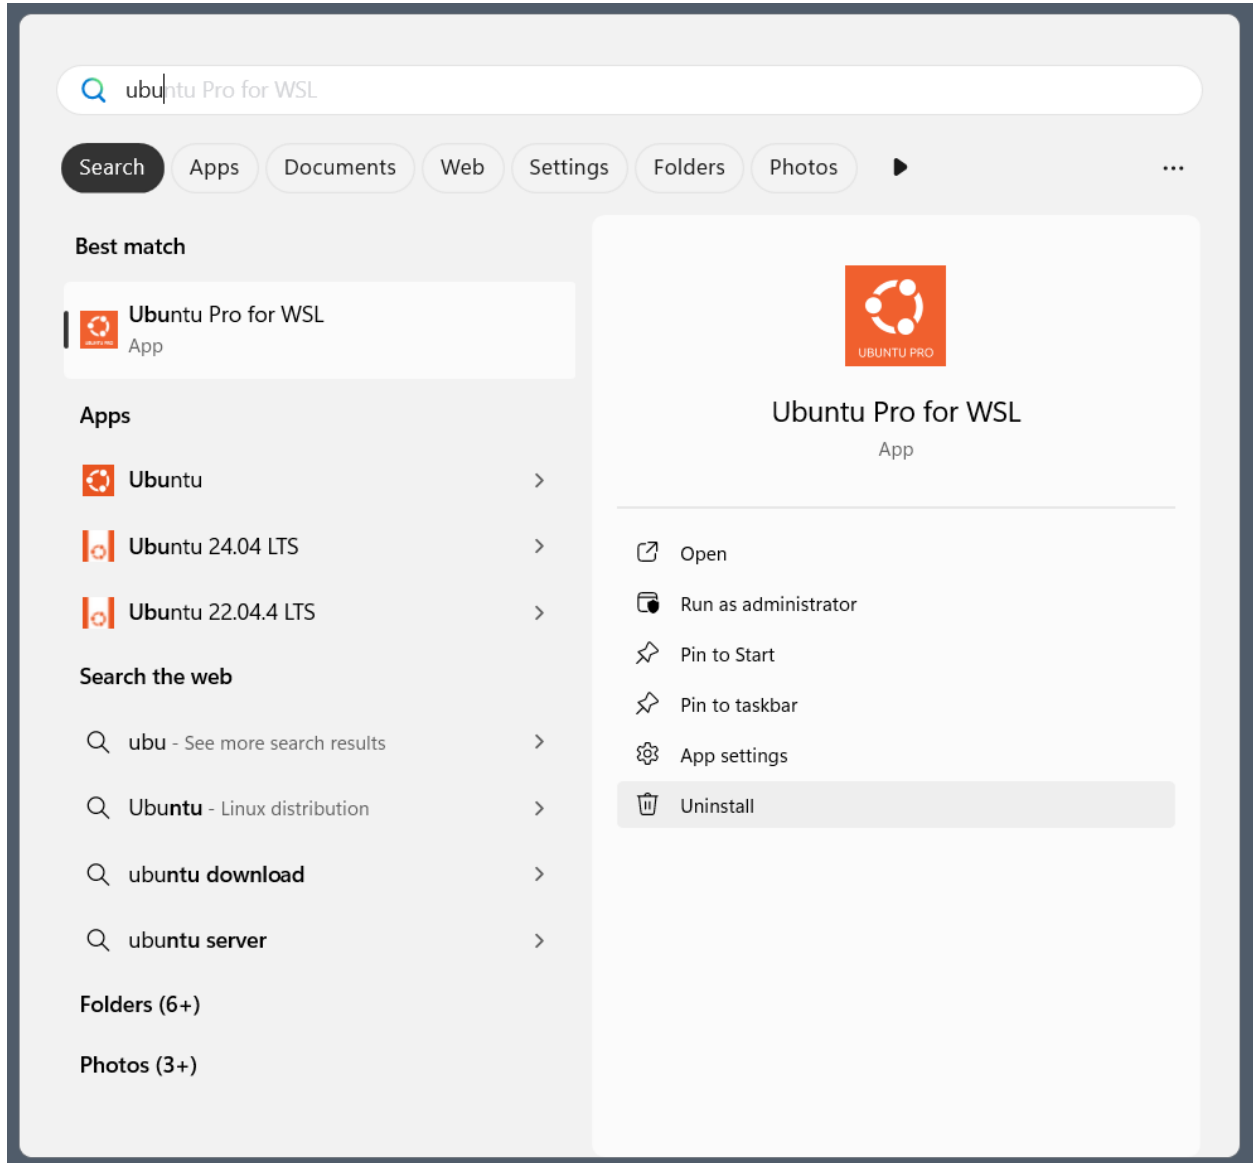 ubuntu Pro for WSL
Search Apps Documents Web Settings Folders Photos ...
Best match
Ubuntu Pro for WSL
App
Apps
Ubuntu
Ubuntu 24.04 LTS
Ubuntu 22.04.4 LTS
Search the web
ubu - See more search results
Ubuntu - Linux distribution
ubuntu download
ubuntu server
Folders (6+)
Photos (3+)
UBUNTU PRO
Ubuntu Pro for WSL
App
Open
Run as administrator
Pin to Start
Pin to taskbar
App settings
Uninstall